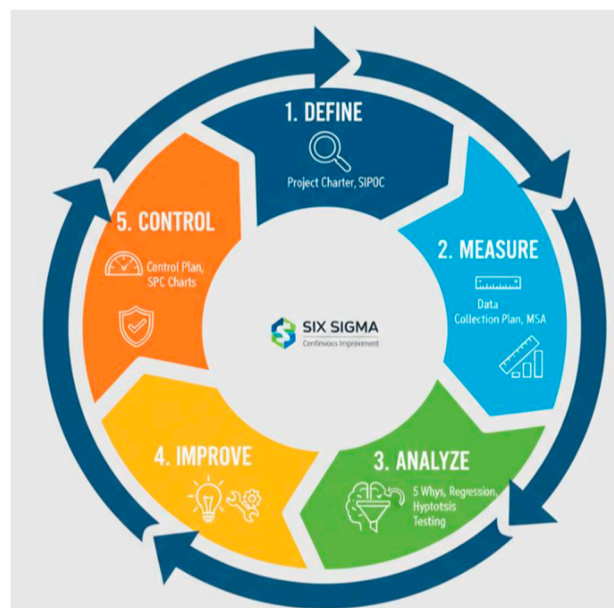 1. DEFINE
Project Charter, SIPOC
2. MEASURE
Data
Collection Plan, MSA
3. ANALYZE
5 Whys, Regression,
Hyptotsis
Testing
4. IMPROVE
5. CONTROL
Control Plan,
SPC Charts
SIX SIGMA
Continvous Improvement